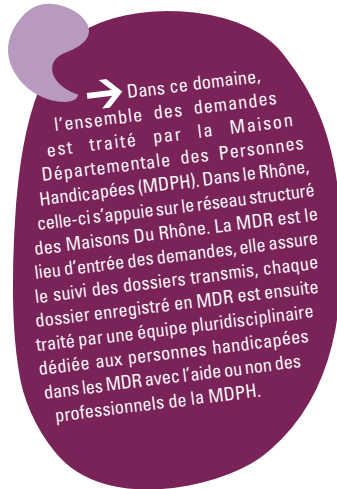 Dans ce domaine,
l'ensemble des demandes
est traité par la Maison
Départementale des Personnes
Handicapées (MDPH). Dans le Rhône,
celle-ci s'appuie sur le réseau structuré
des Maisons Du Rhône. La MDR est le
lieu d'entrée des demandes, elle assure
le suivi des dossiers transmis, chaque
dossier enregistré en MDR est ensuite
traité par une équipe pluridisciplinaire
dédiée aux personnes handicapées
dans les MDR avec l'aide ou non des
professionnels de la MDPH.